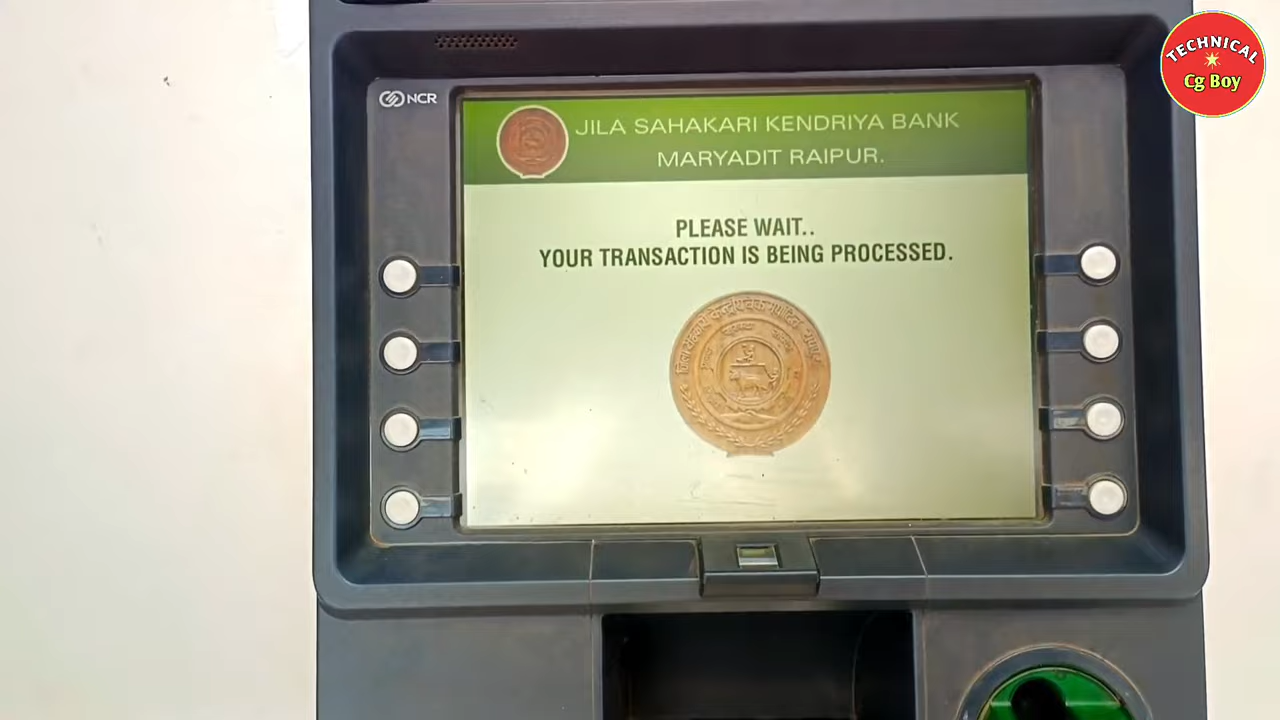 TECHNICAL
Cg Boy
NCR
JILA SAHAKARI KENDRIYA BANK
MARYADIT RAIPUR.
PLEASE WAIT..
YOUR TRANSACTION IS BEING PROCESSED.